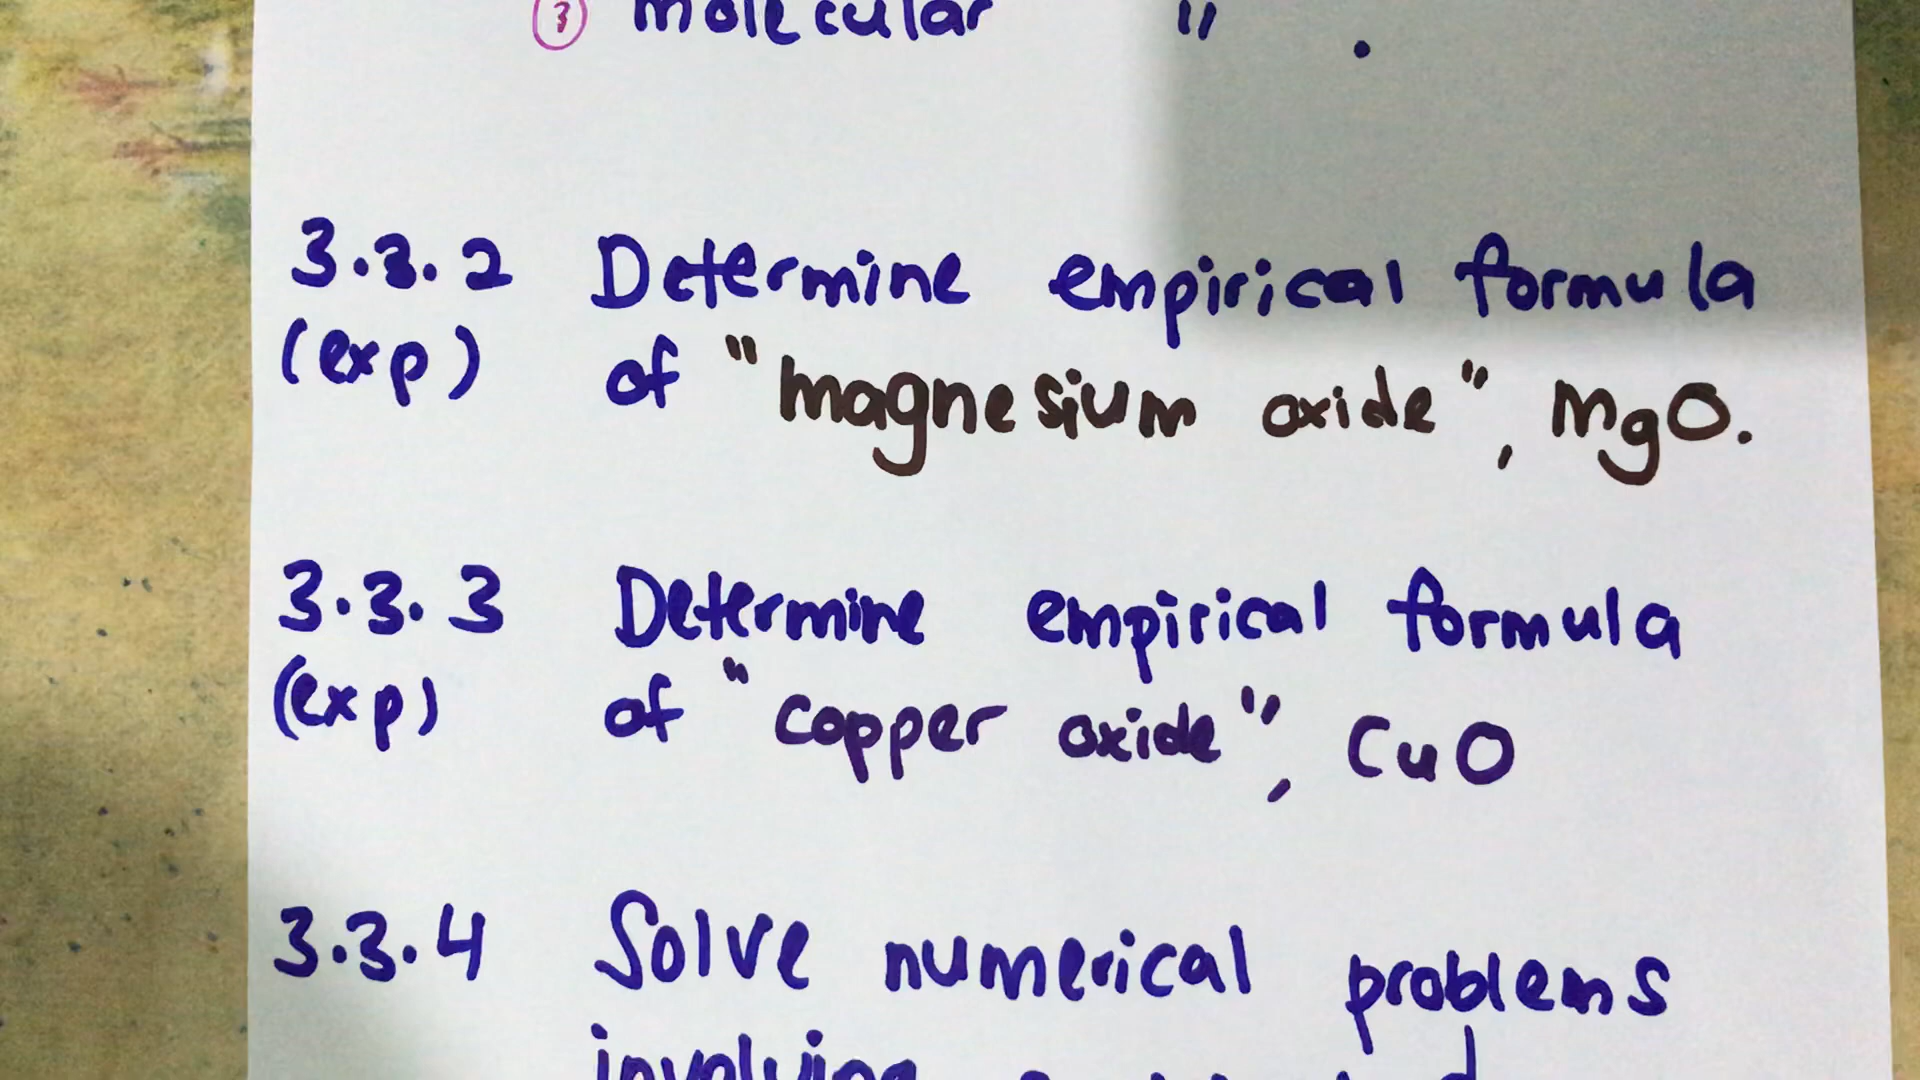 3 molecular " .
3.3.2 Determine empirical formula
(exp) of "magnesium oxide", MgO.
3.3.3 Determine empirical formula
(exp) of "copper oxide", CuO
3.3.4 Solve numerical problems
involving